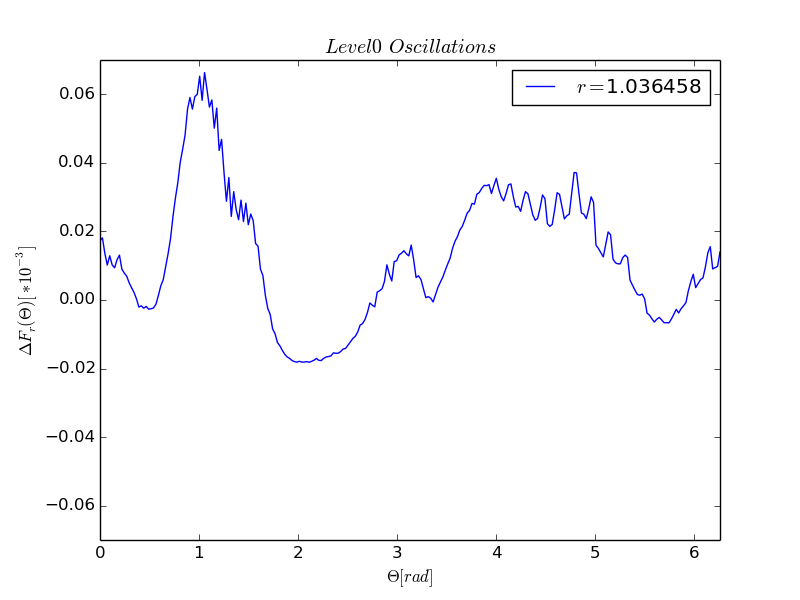 Level0 Oscillations
r=1.036458
0.06
0.04
0.02
0.00
−0.02
−0.04
−0.06
ΔF_r(Θ)[∗10^{−3}]
0 1 2 3 4 5 6
Θ[rad]